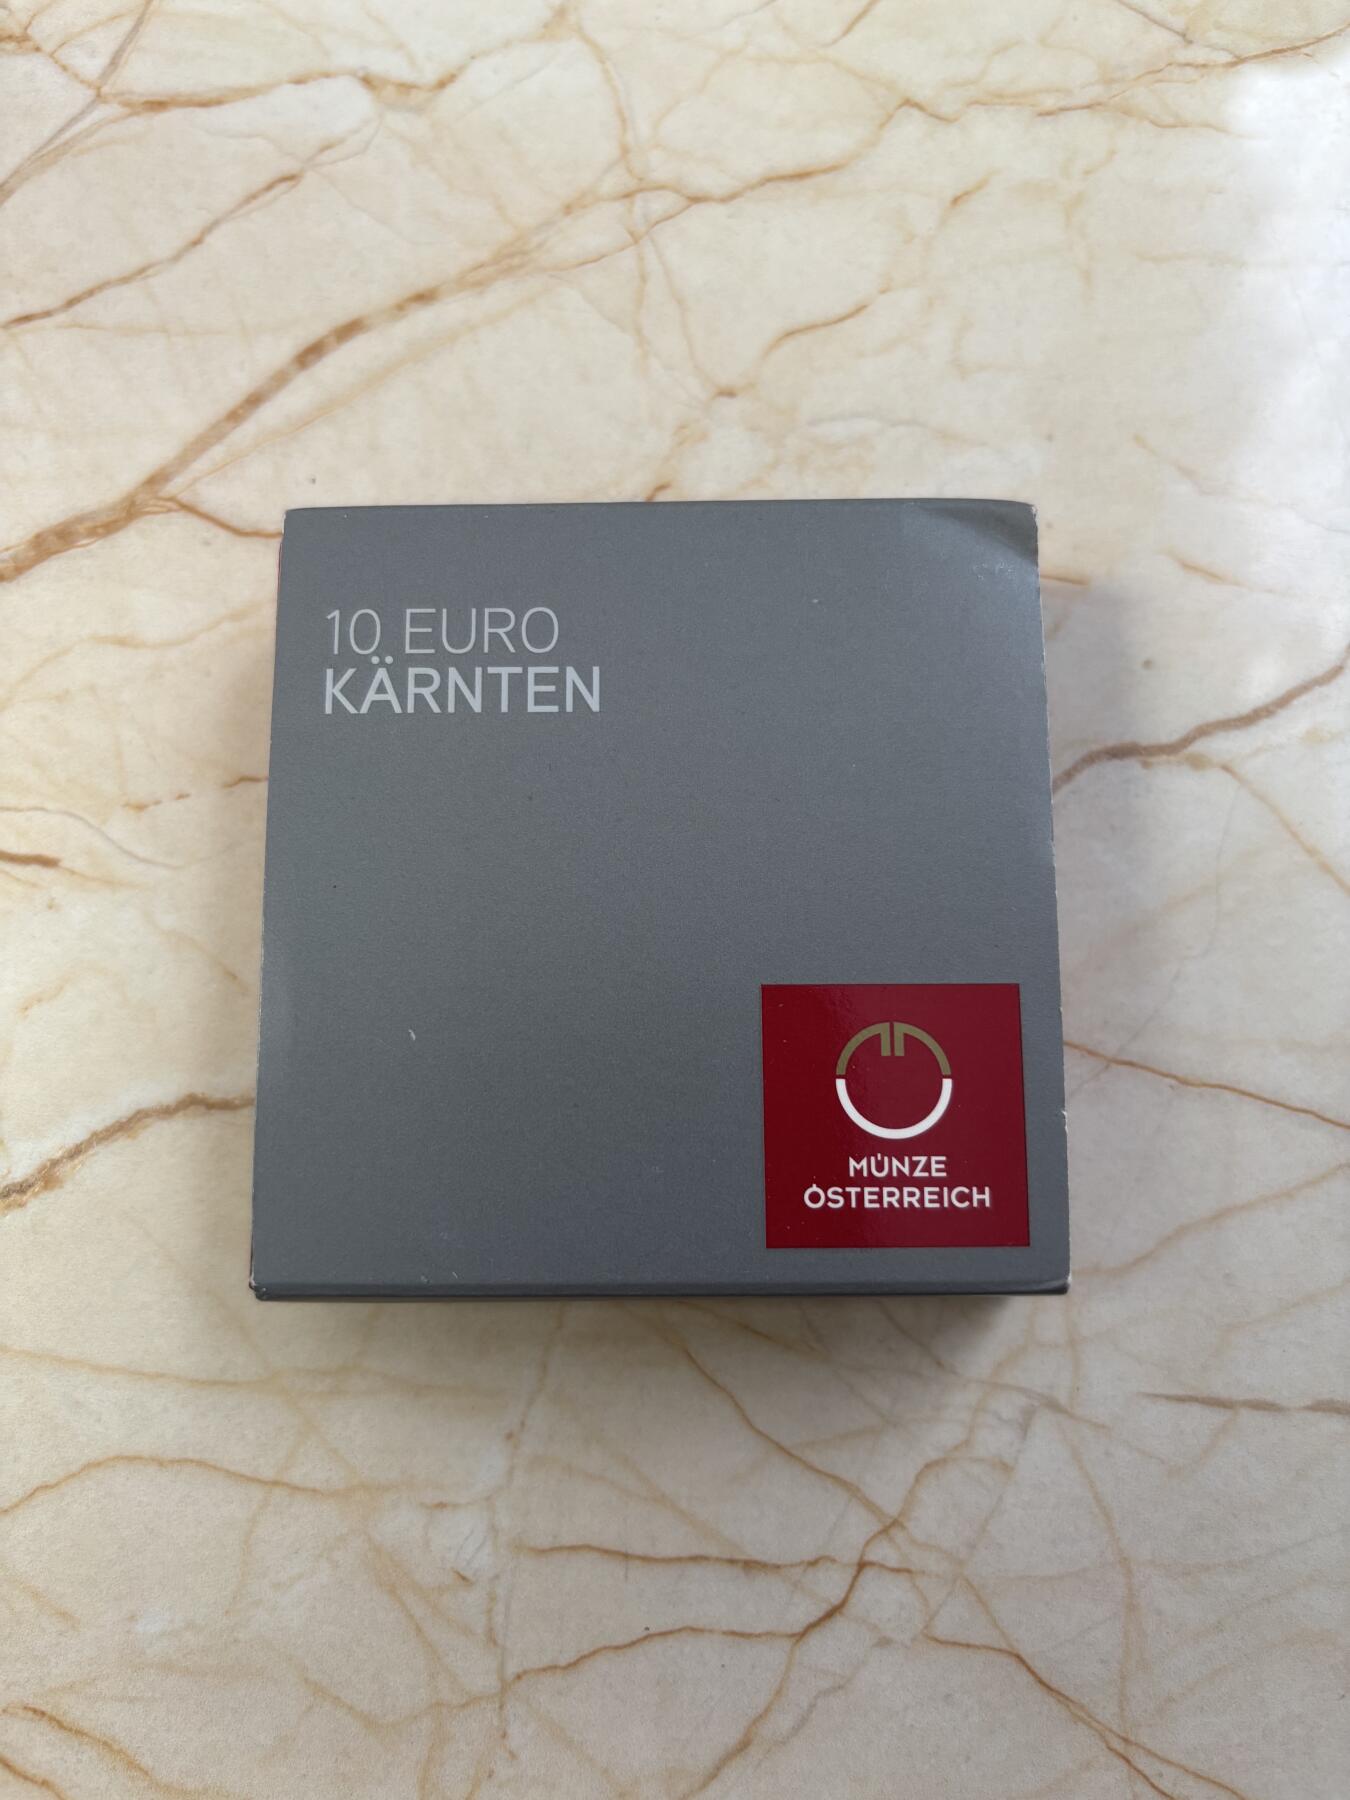 10 EURO
KÄRNTEN
MÜNZE
ÖSTERREICH